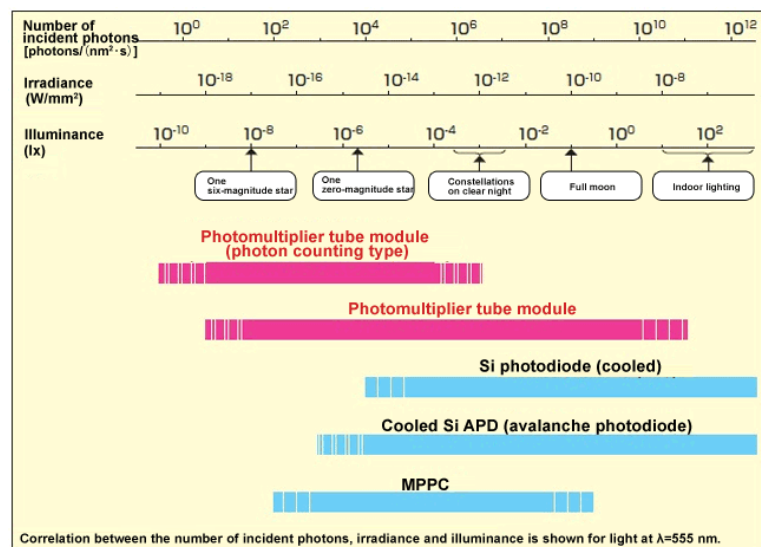 Number of
incident photons
[photons/(nm²·s)]
10⁰ 10² 10⁴ 10⁶ 10⁸ 10¹⁰ 10¹²
Irradiance
(W/mm²)
10⁻¹⁸ 10⁻¹⁶ 10⁻¹⁴ 10⁻¹² 10⁻¹⁰ 10⁻⁸
Illuminance
(lx)
10⁻¹⁰ 10⁻⁸ 10⁻⁶ 10⁻⁴ 10⁻² 10⁰ 10²
One
six-magnitude star
One
zero-magnitude star
Constellations
on clear night
Full moon
Indoor lighting
Photomultiplier tube module
(photon counting type)
Photomultiplier tube module
Si photodiode (cooled)
Cooled Si APD (avalanche photodiode)
MPPC
Correlation between the number of incident photons, irradiance and illuminance is shown for light at λ=555 nm.